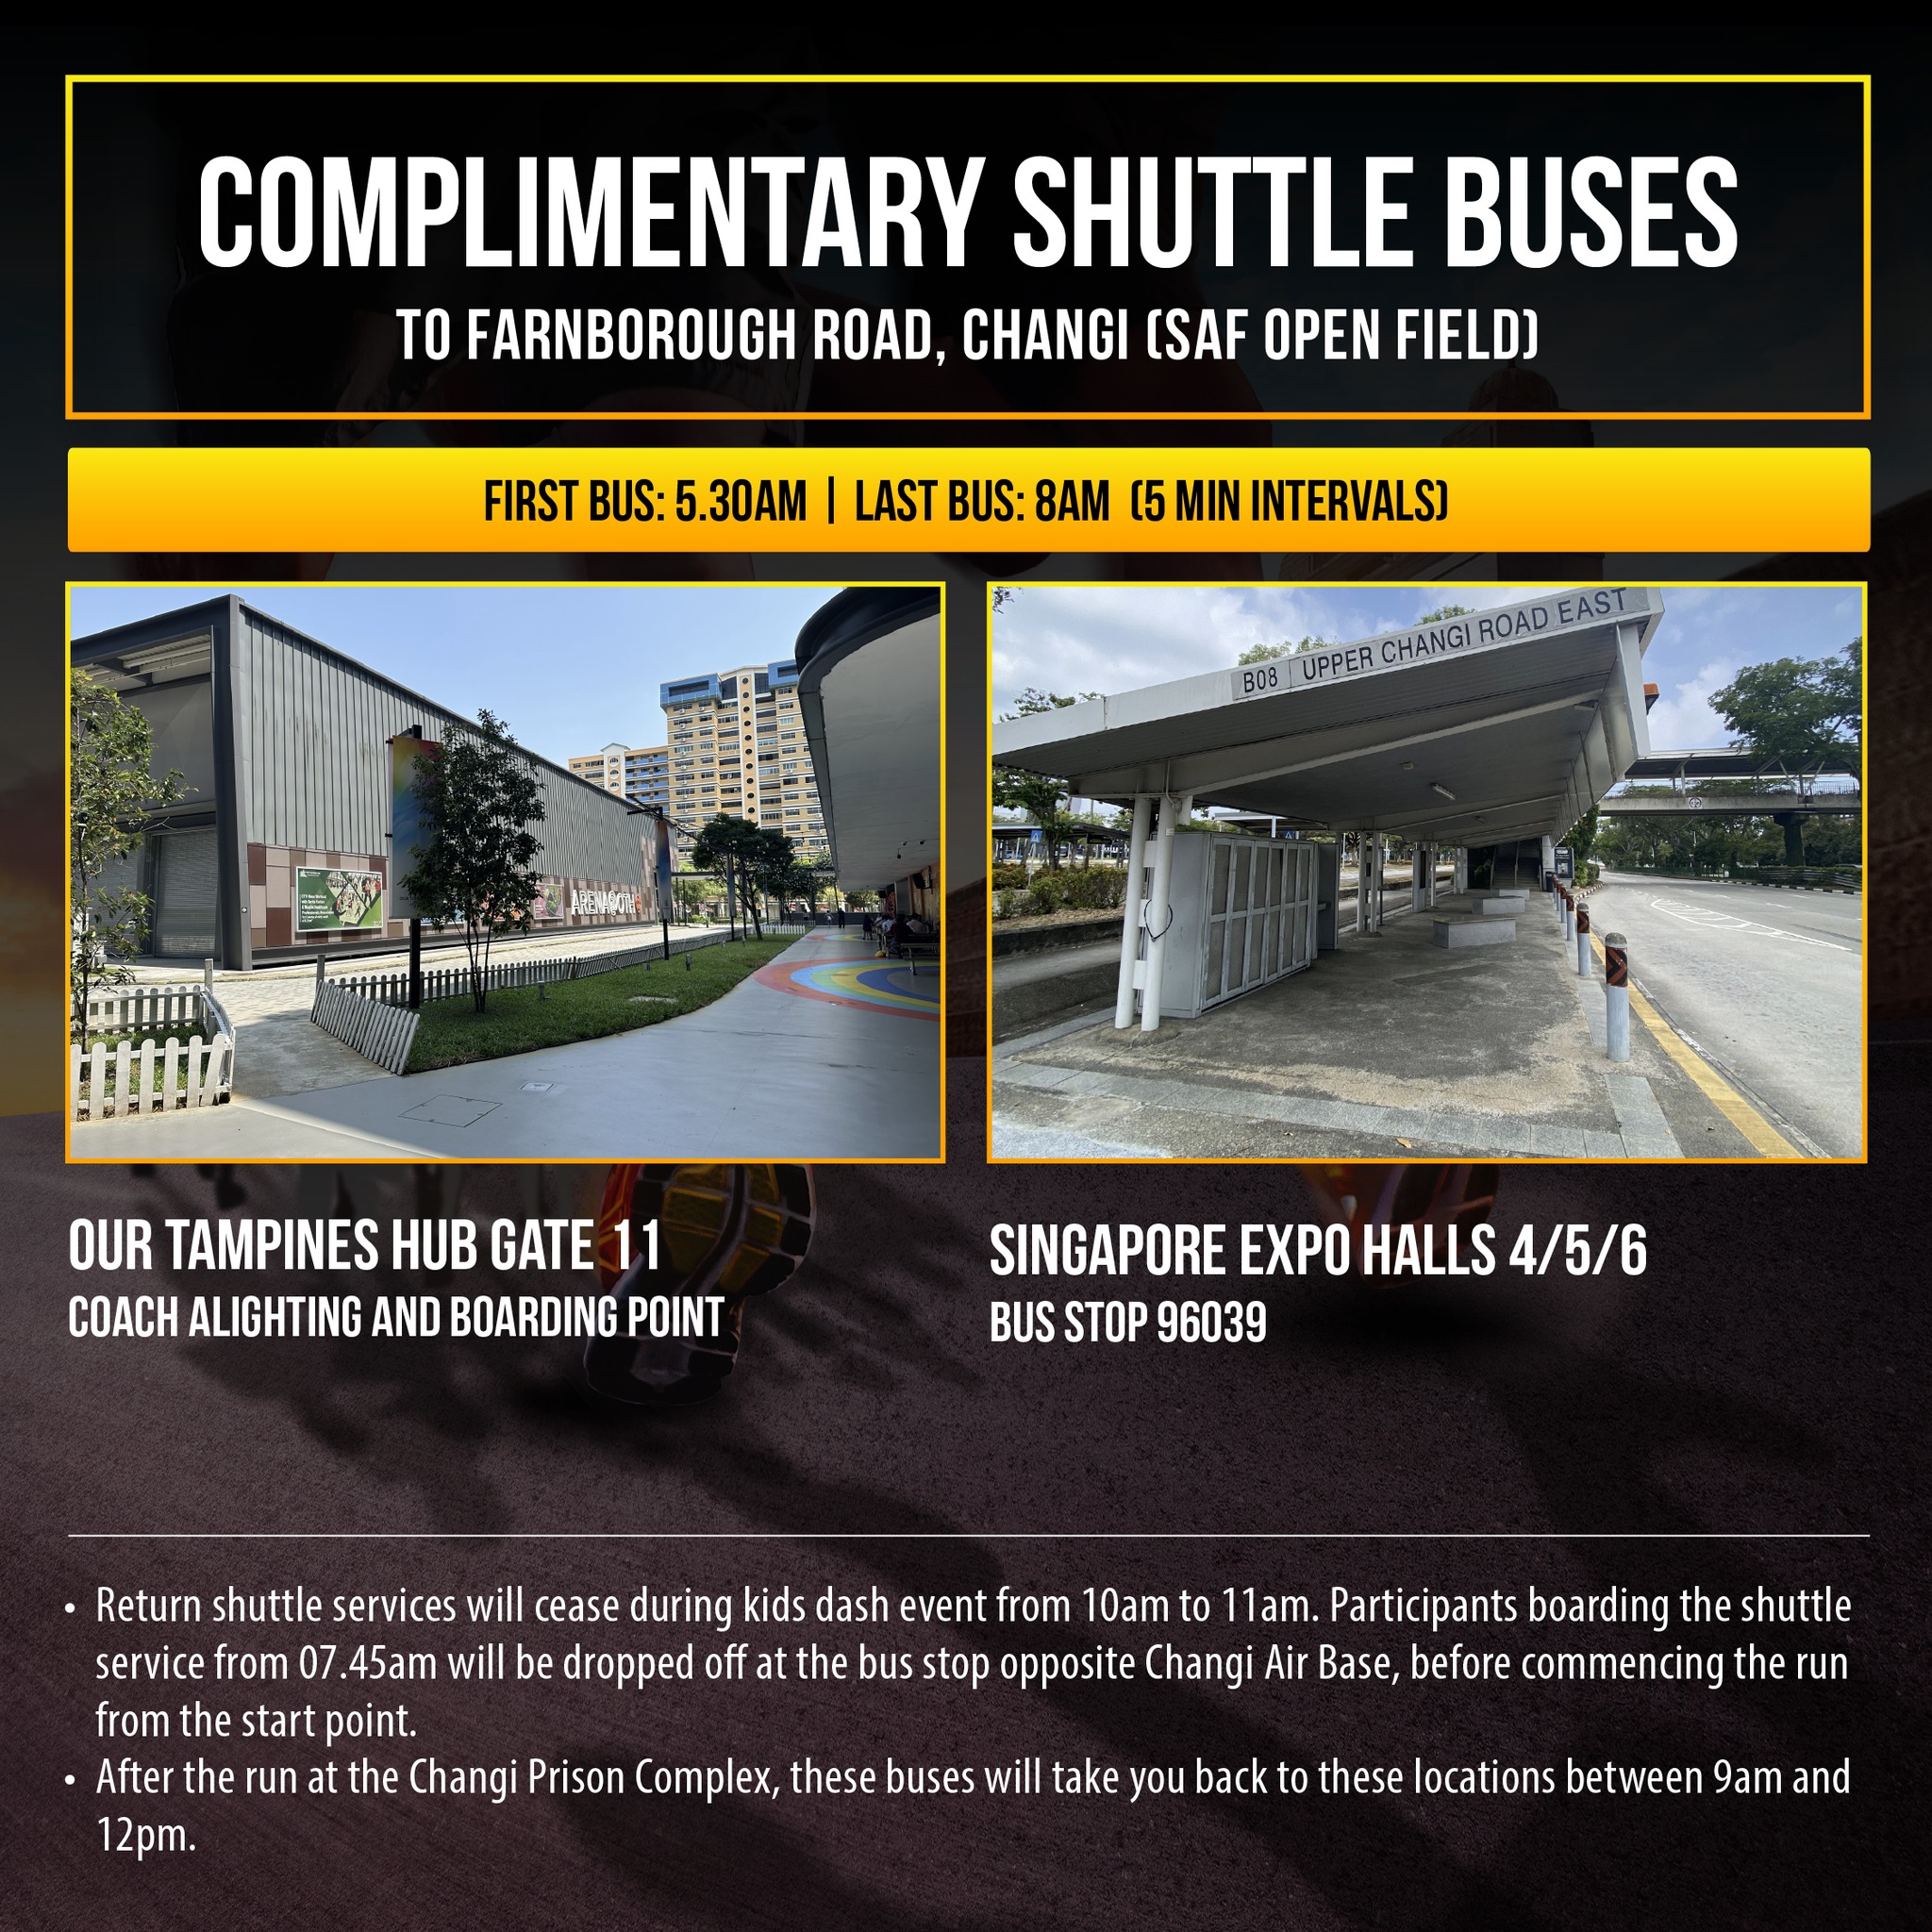 COMPLIMENTARY SHUTTLE BUSES
TO FARNBOROUGH ROAD, CHANGI (SAF OPEN FIELD)
FIRST BUS: 5.30AM | LAST BUS: 8AM (5 MIN INTERVALS)
ARENA@OTH
B08 UPPER CHANGI ROAD EAST
OUR TAMPINES HUB GATE 11
COACH ALIGHTING AND BOARDING POINT
SINGAPORE EXPO HALLS 4/5/6
BUS STOP 96039
• Return shuttle services will cease during kids dash event from 10am to 11am. Participants boarding the shuttle
service from 07.45am will be dropped off at the bus stop opposite Changi Air Base, before commencing the run
from the start point.
• After the run at the Changi Prison Complex, these buses will take you back to these locations between 9am and
12pm.